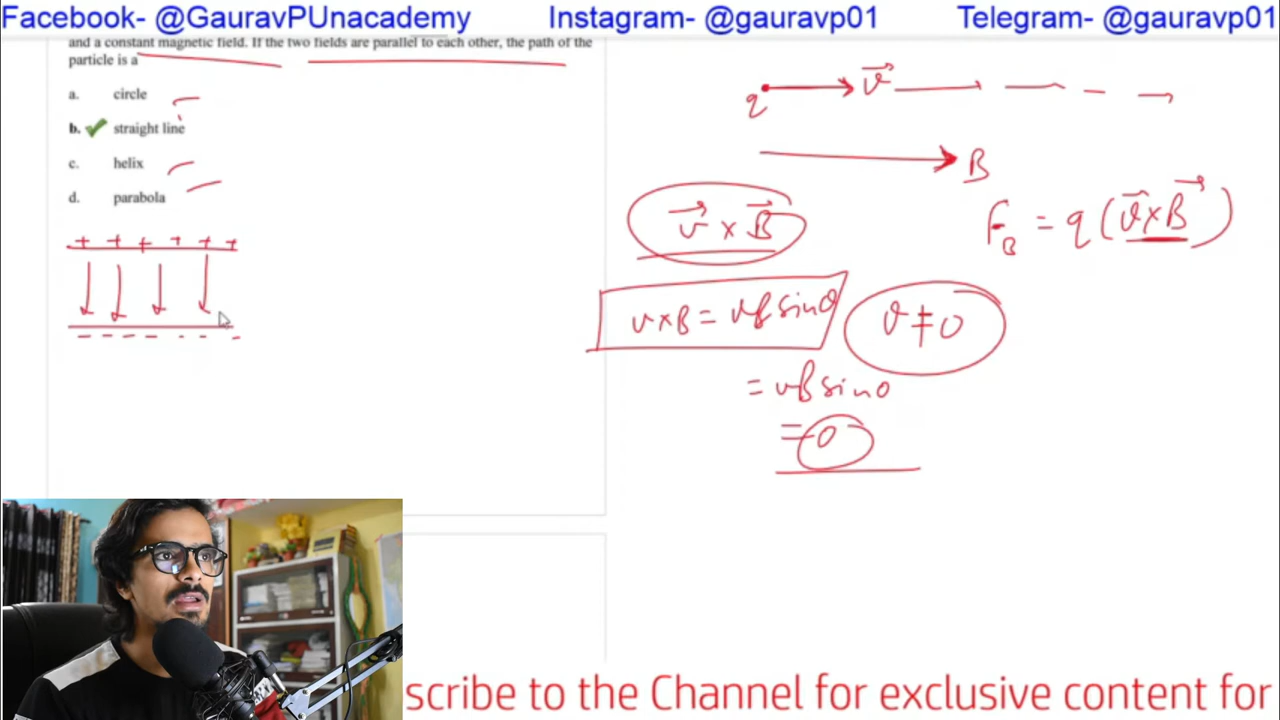 Facebook- @GauravPUnacademy Instagram- @gauravp01 Telegram- @gauravp01
and a constant magnetic field. If the two fields are parallel to each other, the path of the
particle is a
a. circle
b. straight line
c. helix
d. parabola
+ + + + + +
- - - - - - -
q v⃗
B
v⃗ × B⃗
F_B = q (v⃗ × B⃗)
v × B = vB sinθ
v ≠ 0
= vB sin0
= 0
scribe to the Channel for exclusive content for